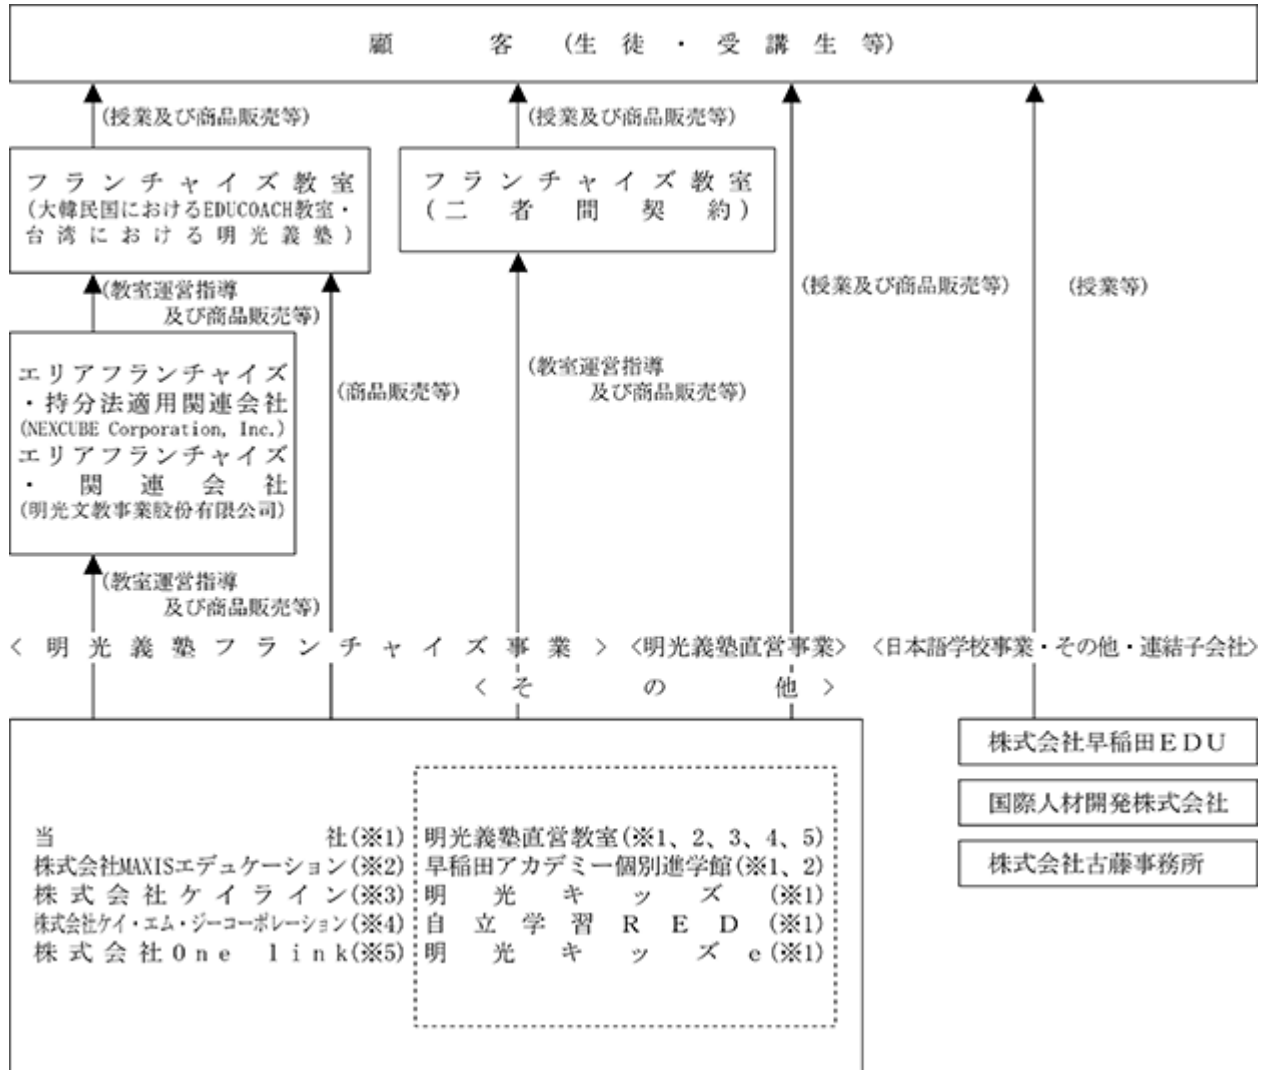 顧客(生徒・受講生等)
(授業及び商品販売等)
(授業及び商品販売等)
フランチャイズ教室
(大韓民国におけるEDUCOACH教室・
台湾における明光義塾)
フランチャイズ教室
(二者間契約)
(教室運営指導
及び商品販売等)
(授業及び商品販売等)
(授業等)
エリアフランチャイズ
・持分法適用関連会社
(NEXCUBE Corporation, Inc.)
エリアフランチャイズ
・関連会社
(明光文教事業股份有限公司)
(商品販売等)
(教室運営指導
及び商品販売等)
(教室運営指導
及び商品販売等)
<明光義塾フランチャイズ事業>
<明光義塾直営事業>
<日本語学校事業・その他・連結子会社>
<その他>
当社(※1)
株式会社MAXISエデュケーション(※2)
株式会社ケイライン(※3)
株式会社ケイ・エム・ジーコーポレーション(※4)
株式会社One link(※5)
明光義塾直営教室(※1、2、3、4、5)
早稲田アカデミー個別進学館(※1、2)
明光キッズ(※1)
自立学習RED(※1)
明光キッズe(※1)
株式会社早稲田EDU
国際人材開発株式会社
株式会社古藤事務所